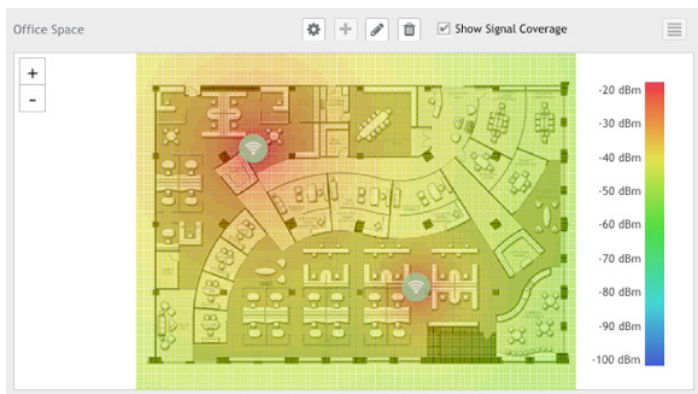 Office Space
Show Signal Coverage
+
-
-20 dBm
-30 dBm
-40 dBm
-50 dBm
-60 dBm
-70 dBm
-80 dBm
-90 dBm
-100 dBm